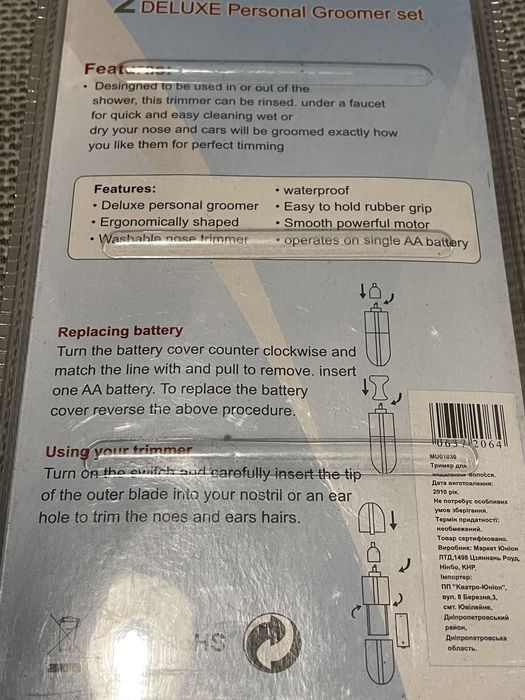 2 DELUXE Personal Groomer set
Features:
• Desingned to be used in or out of the
shower, this trimmer can be rinsed. under a faucet
for quick and easy cleaning wet or
dry your nose and cars will be groomed exactly how
you like them for perfect timming
Features:
• Deluxe personal groomer
• Ergonomically shaped
• Washable nose trimmer
• waterproof
• Easy to hold rubber grip
• Smooth powerful motor
• operates on single AA battery
Replacing battery
Turn the battery cover counter clockwise and
match the line with and pull to remove. insert
one AA battery. To replace the battery
cover reverse the above procedure.
Using your trimmer
Turn on the switch and carefully insert the tip
of the outer blade into your nostril or an ear
hole to trim the noes and ears hairs.
MU01030
Тример для
волосся.
Дата виготовлення:
2010 рік.
Не потребує особливих
умов зберігання.
Термін придатності:
необмежений.
Товар сертифіковано.
Виробник: Маркет Юніон
ЛТД,1498 Цзяннань Роуд,
Нінбо, КНР
Імпортер:
ПП "Кватро-Юніон",
вул. 8 Березня,3,
смт. Ювілейне,
Дніпропетровський
район,
Дніпропетровська
область.